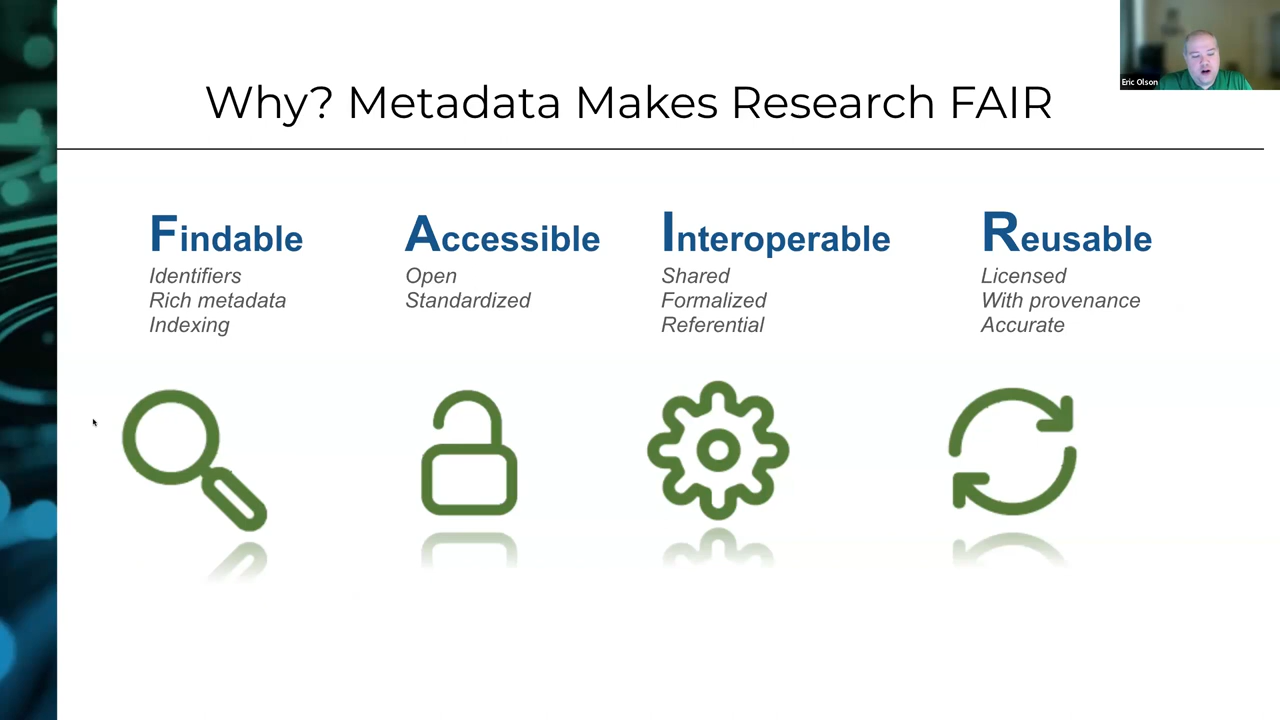 Why? Metadata Makes Research FAIR
Eric Olson
Findable
Identifiers
Rich metadata
Indexing
Accessible
Open
Standardized
Interoperable
Shared
Formalized
Referential
Reusable
Licensed
With provenance
Accurate